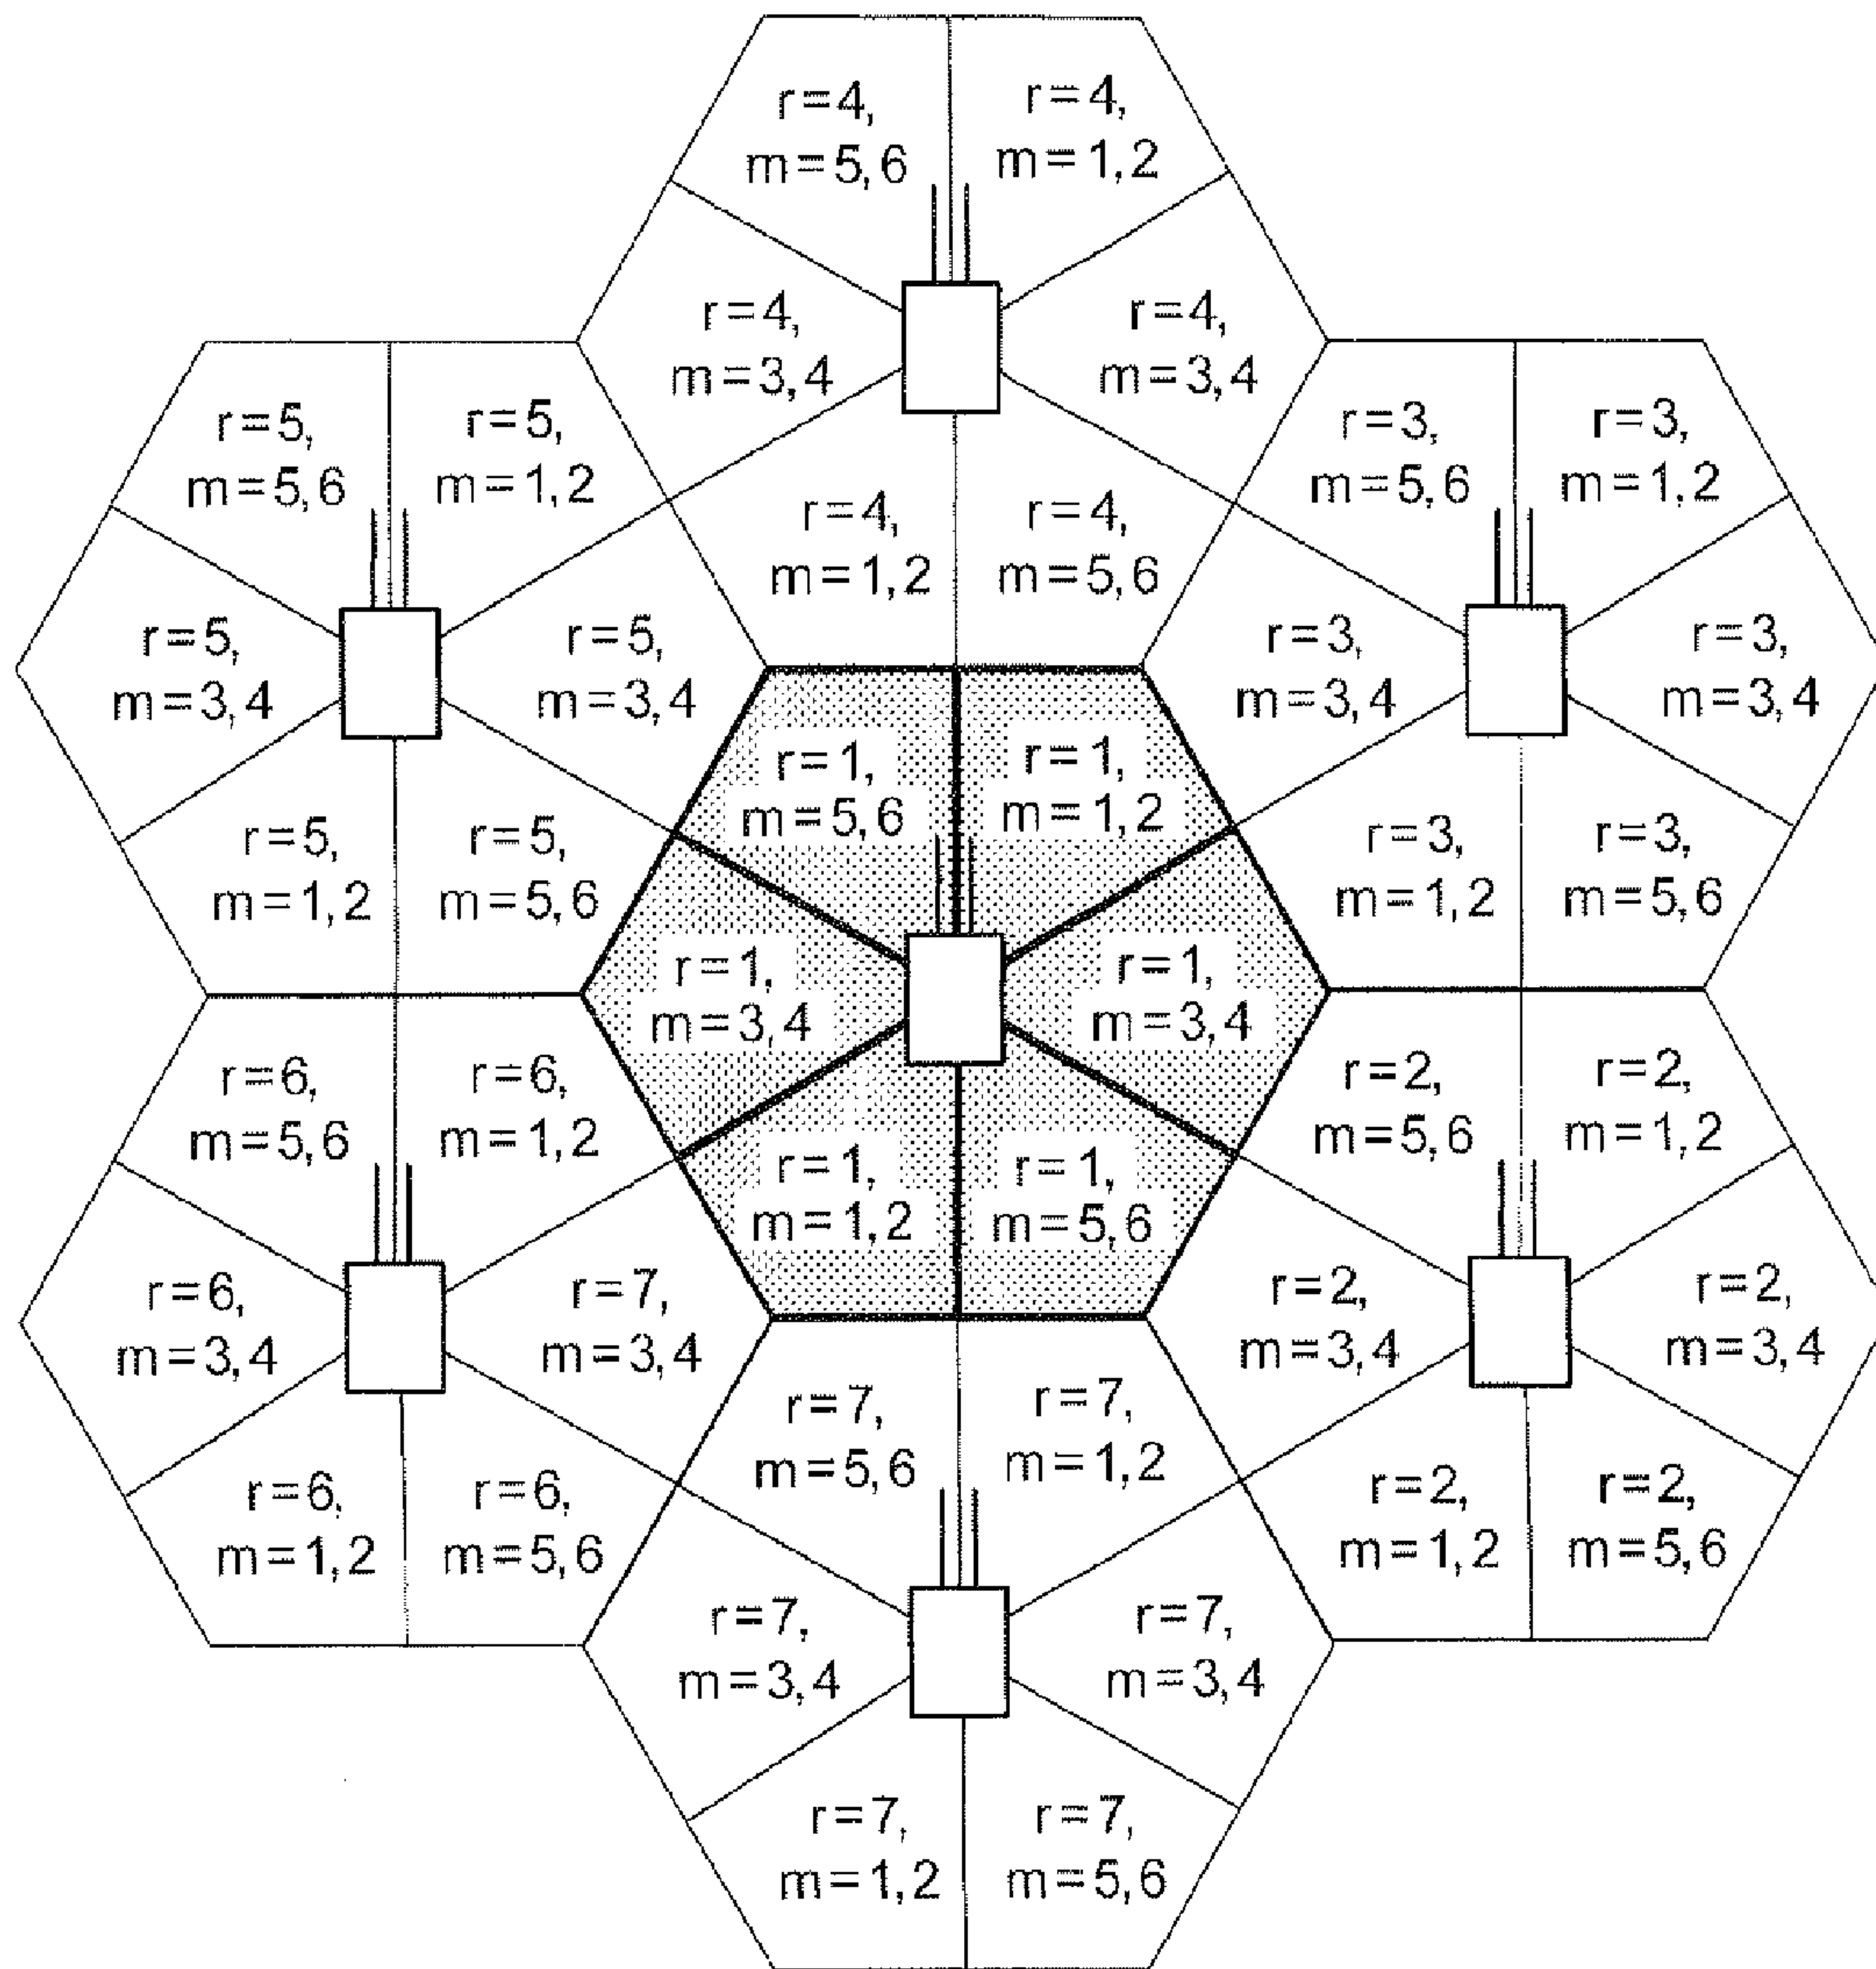 r=4,
m=5,6
r=4,
m=1,2
r=4,
m=3,4
r=4,
m=3,4
r=4,
m=1,2
r=4,
m=5,6
r=5,
m=5,6
r=5,
m=1,2
r=5,
m=3,4
r=5,
m=3,4
r=5,
m=1,2
r=5,
m=5,6
r=3,
m=5,6
r=3,
m=1,2
r=3,
m=3,4
r=3,
m=3,4
r=3,
m=1,2
r=3,
m=5,6
r=1,
m=5,6
r=1,
m=1,2
r=1,
m=3,4
r=1,
m=3,4
r=1,
m=1,2
r=1,
m=5,6
r=6,
m=5,6
r=6,
m=1,2
r=6,
m=3,4
r=7,
m=3,4
r=6,
m=1,2
r=6,
m=5,6
r=2,
m=5,6
r=2,
m=1,2
r=2,
m=3,4
r=2,
m=3,4
r=2,
m=1,2
r=2,
m=5,6
r=7,
m=5,6
r=7,
m=1,2
r=7,
m=3,4
r=7,
m=3,4
r=7,
m=1,2
r=7,
m=5,6